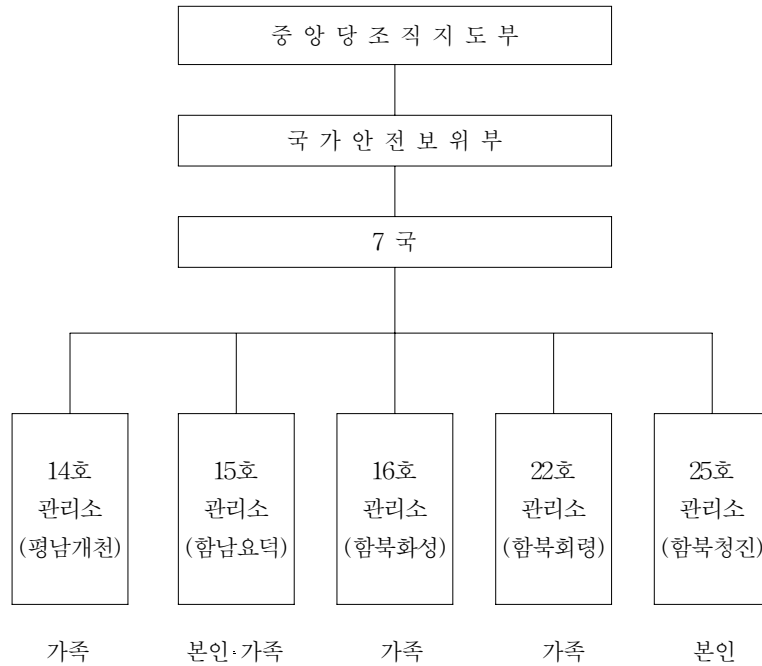 중 앙 당 조 직 지 도 부
국 가 안 전 보 위 부
7 국
14호
관리소
(평남개천)
15호
관리소
(함남요덕)
16호
관리소
(함북화성)
22호
관리소
(함북회령)
25호
관리소
(함북청진)
가족
본인·가족
가족
가족
본인